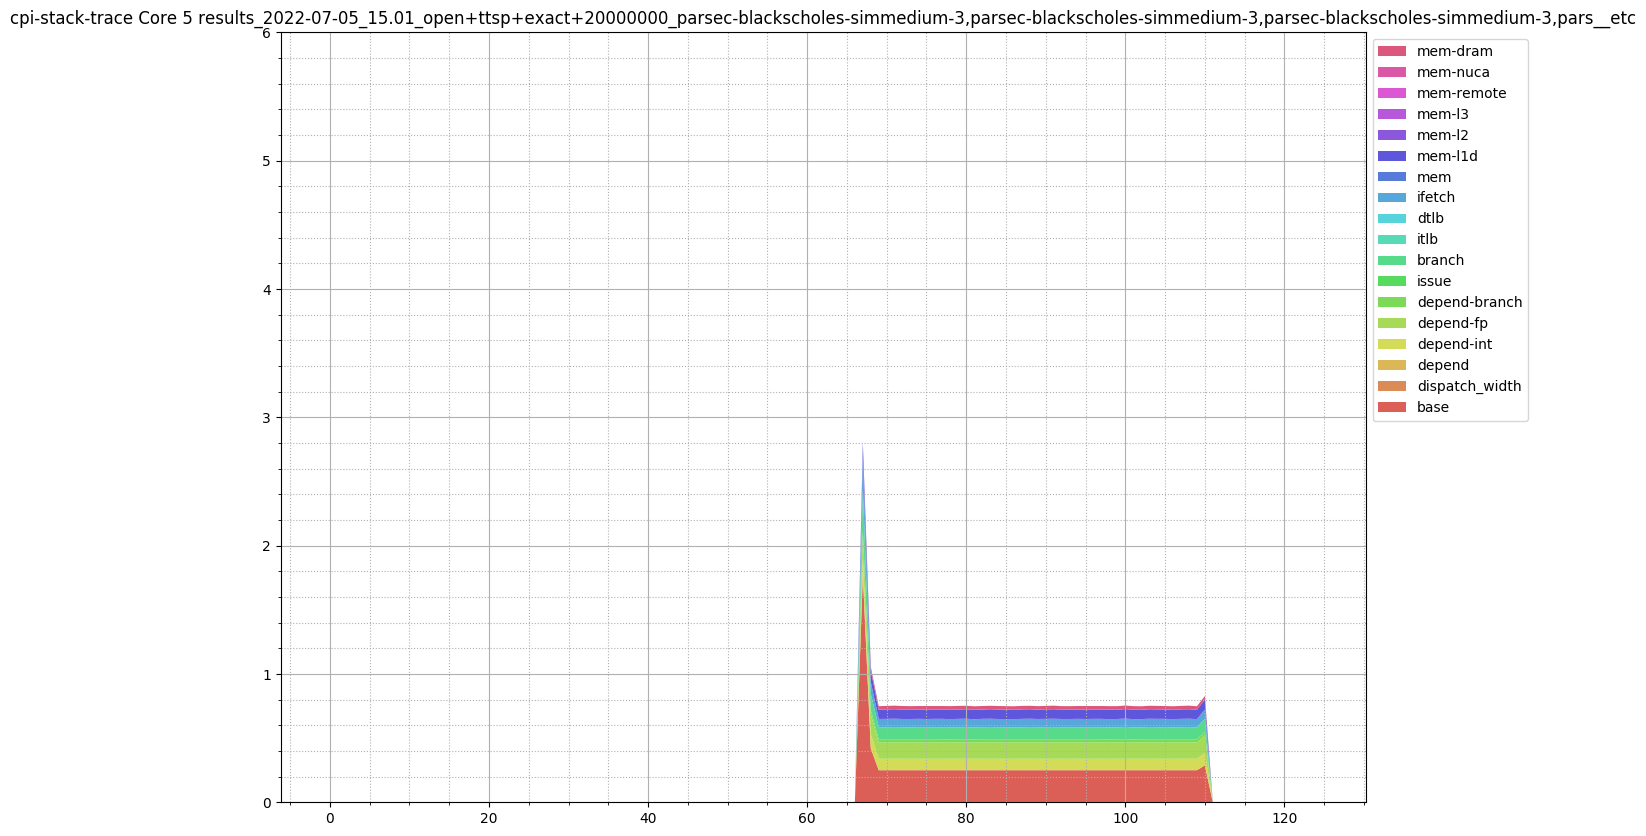 cpi-stack-trace Core 5 results_2022-07-05_15.01_open+ttsp+exact+20000000_parsec-blackscholes-simmedium-3,parsec-blackscholes-simmedium-3,parsec-blackscholes-simmedium-3,pars__etc
6
5
4
3
2
1
0
0 20 40 60 80 100 120
mem-dram
mem-nuca
mem-remote
mem-l3
mem-l2
mem-l1d
mem
ifetch
dtlb
itlb
branch
issue
depend-branch
depend-fp
depend-int
depend
dispatch_width
base